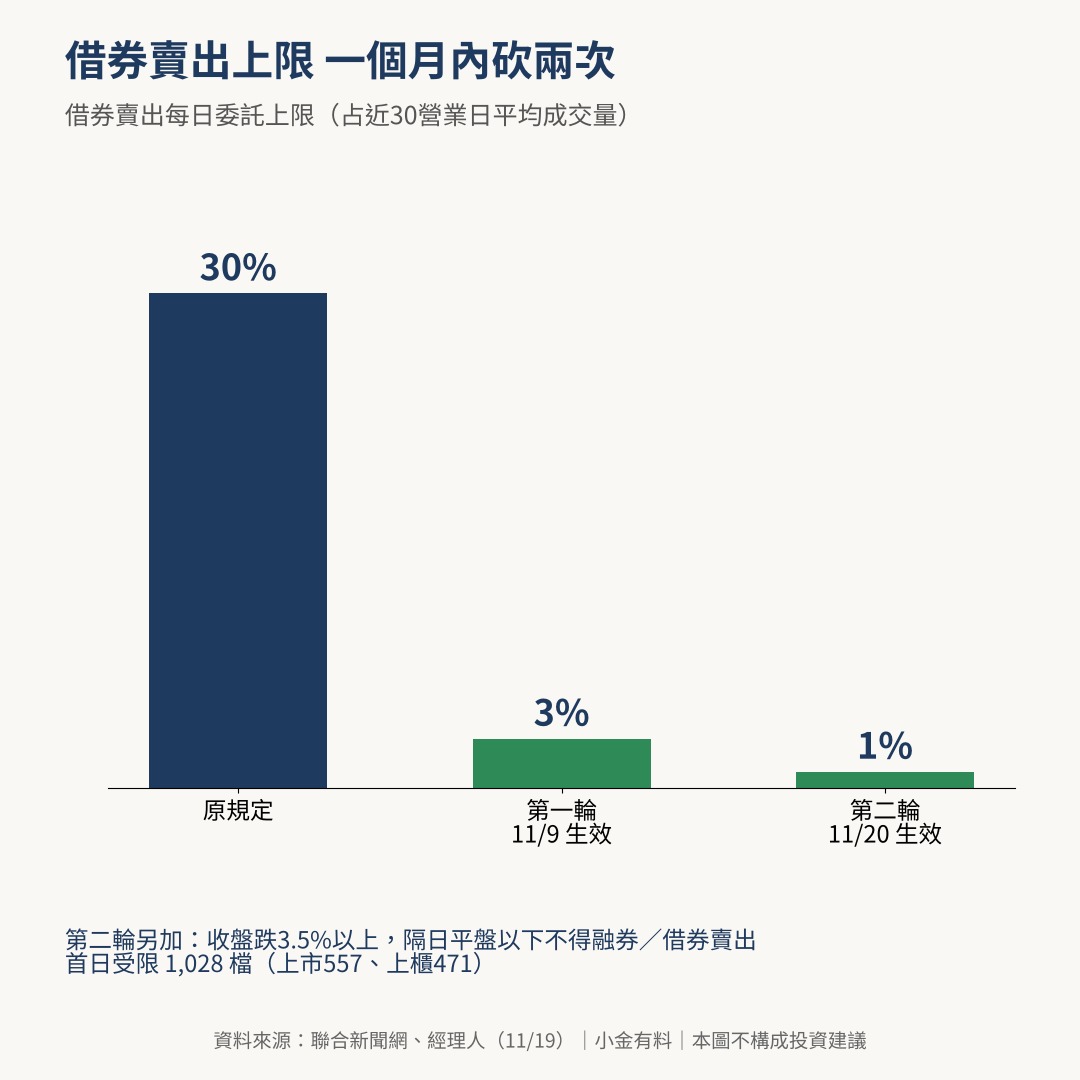 借券賣出上限 一個月內砍兩次
借券賣出每日委託上限（占近30營業日平均成交量）
30%
3%
1%
原規定
第一輪
11/9 生效
第二輪
11/20 生效
第二輪另加：收盤跌3.5%以上，隔日平盤以下不得融券／借券賣出
首日受限 1,028 檔（上市557、上櫃471）
資料來源：聯合新聞網、經理人（11/19）｜小金有料｜本圖不構成投資建議